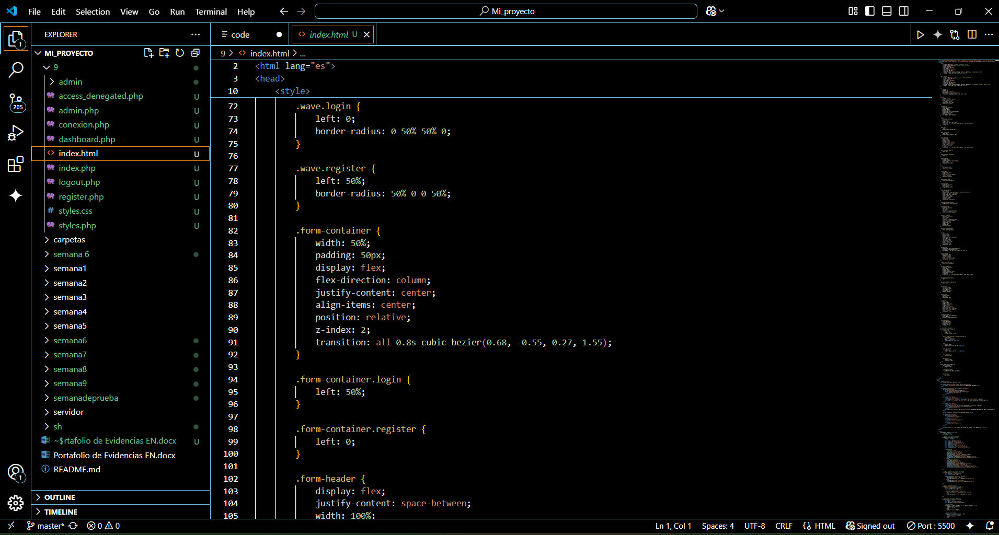 File Edit Selection View Go Run Terminal Help
Mi_proyecto
EXPLORER
MI_PROYECTO
9
admin
access_denegated.php U
admin.php U
conexion.php U
dashboard.php U
index.html U
index.php U
logout.php U
register.php U
styles.css U
styles.php U
carpetas
semana 6
semana1
semana2
semana3
semana4
semana5
semana6
semana7
semana8
semana9
semanadeprueba
servidor
sh
~$rtafolio de Evidencias EN.docx U
Portafolio de Evidencias EN.docx
README.md
OUTLINE
TIMELINE
1
205
1
code
index.html U
9 > index.html > ...
2 <html lang="es">
3 <head>
10 <style>
72 .wave.login {
73 left: 0;
74 border-radius: 0 50% 50% 0;
75 }
76
77 .wave.register {
78 left: 50%;
79 border-radius: 50% 0 0 50%;
80 }
81
82 .form-container {
83 width: 50%;
84 padding: 50px;
85 display: flex;
86 flex-direction: column;
87 justify-content: center;
88 align-items: center;
89 position: relative;
90 z-index: 2;
91 transition: all 0.8s cubic-bezier(0.68, -0.55, 0.27, 1.55);
92 }
93
94 .form-container.login {
95 left: 50%;
96 }
97
98 .form-container.register {
99 left: 0;
100 }
101
102 .form-header {
103 display: flex;
104 justify-content: space-between;
105 width: 100%;
master* 0 0
Ln 1, Col 1 Spaces: 4 UTF-8 CRLF {} HTML Signed out Port : 5500